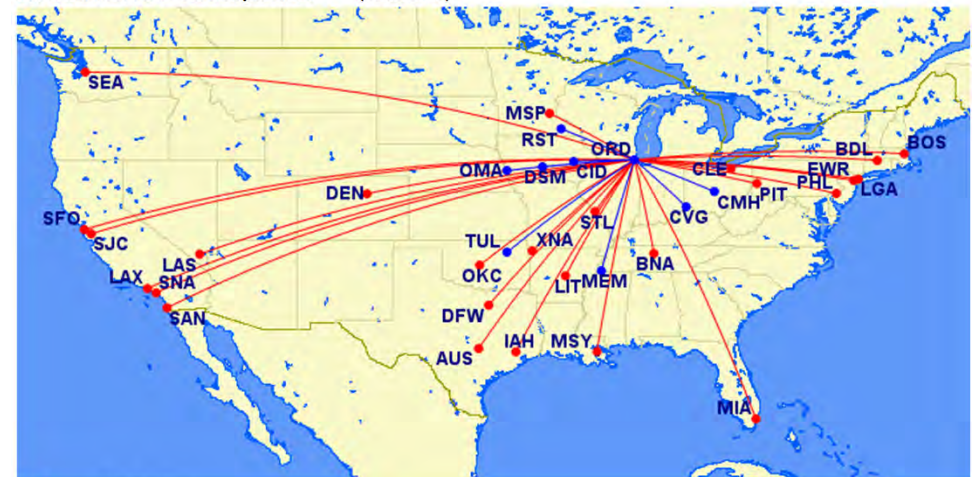 SEA
MSP
RST
ORD
BOS
BDL
OMA
DSM
CID
CLE
EWR
DEN
PHL
LGA
CMH
PIT
CVG
SFO
SJC
STL
TUL
XNA
LAS
OKC
BNA
LAX
SNA
LIT
MEM
SAN
DFW
AUS
IAH
MSY
MIA